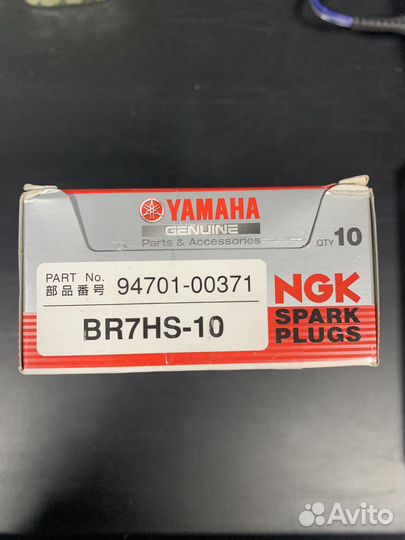 YAMAHA
GENUINE
Parts & Accessories
QTY 10
PART No.
部品番号 94701-00371
BR7HS-10
NGK
SPARK
PLUGS
Avito